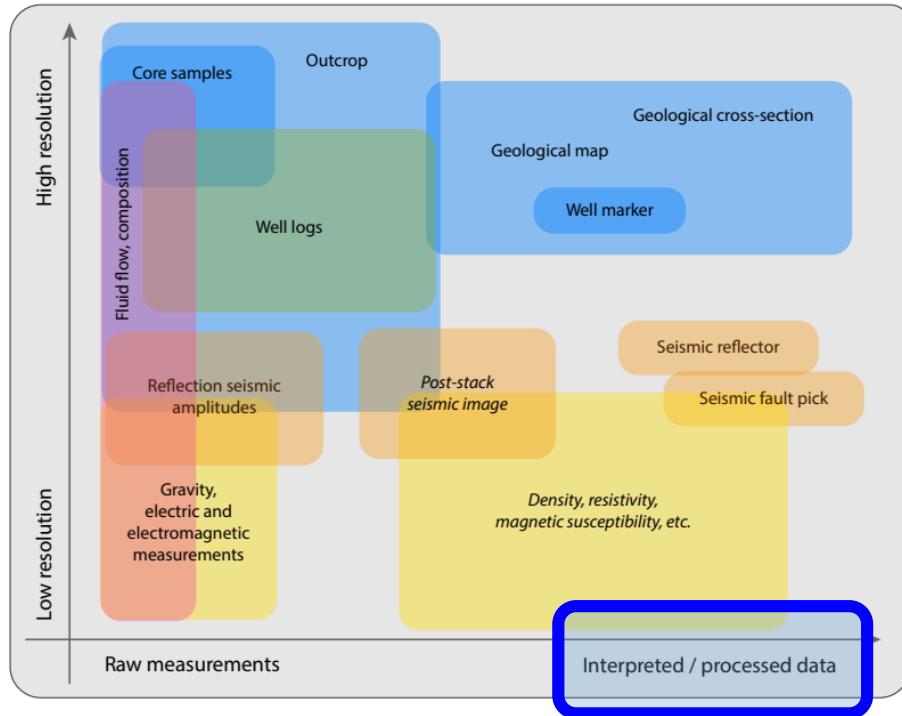 High resolution
Low resolution
Core samples
Outcrop
Geological cross-section
Geological map
Well marker
Fluid flow, composition
Well logs
Seismic reflector
Reflection seismic
amplitudes
Post-stack
seismic image
Seismic fault pick
Gravity,
electric and
electromagnetic
measurements
Density, resistivity,
magnetic susceptibility, etc.
Raw measurements
Interpreted / processed data